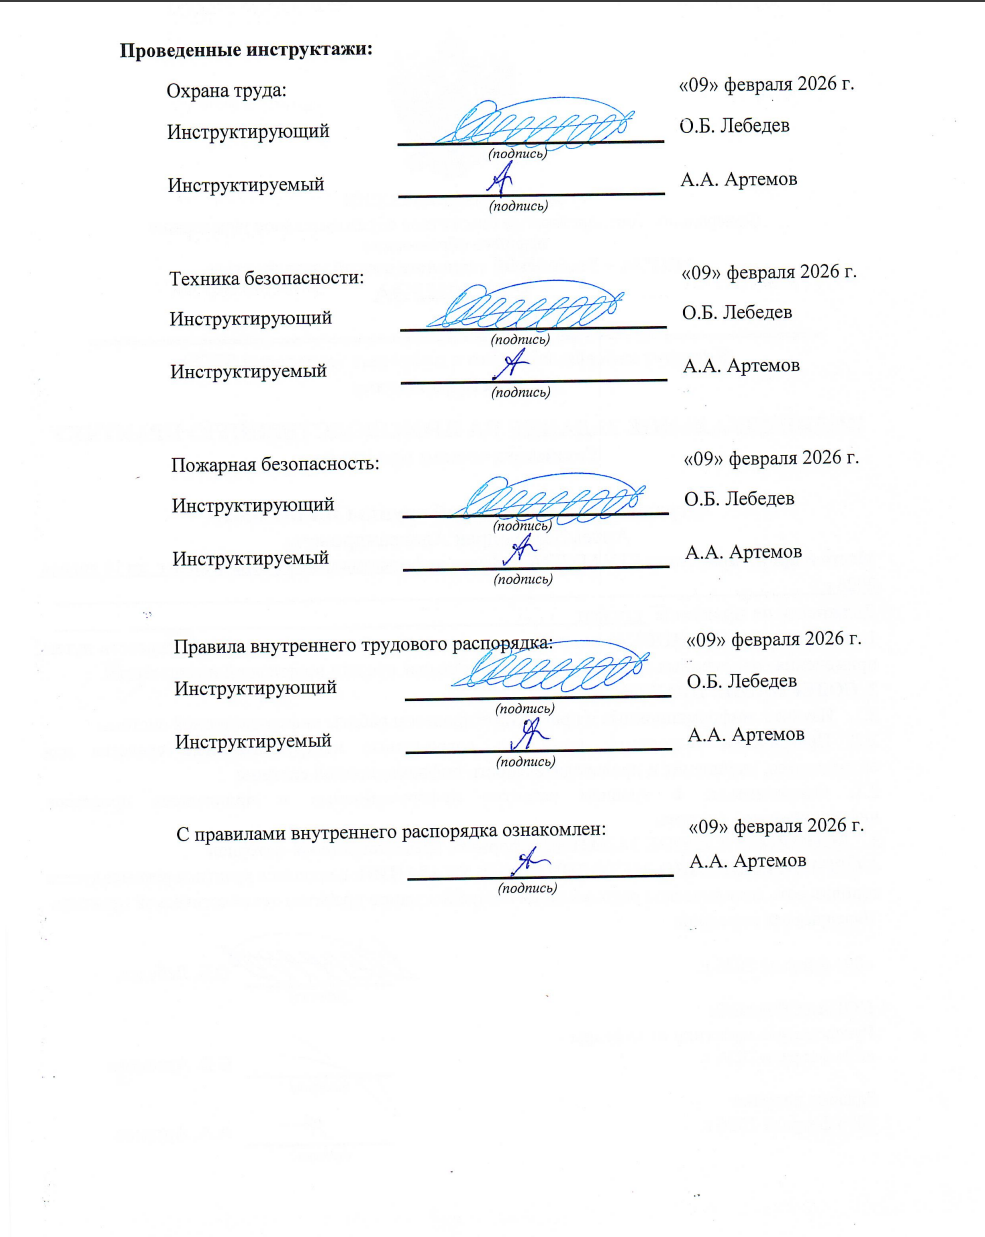 Проведенные инструктажи:
Охрана труда: «09» февраля 2026 г.
Инструктирующий О.Б. Лебедев
(подпись)
Инструктируемый А.А. Артемов
(подпись)
Техника безопасности: «09» февраля 2026 г.
Инструктирующий О.Б. Лебедев
(подпись)
Инструктируемый А.А. Артемов
(подпись)
Пожарная безопасность: «09» февраля 2026 г.
Инструктирующий О.Б. Лебедев
(подпись)
Инструктируемый А.А. Артемов
(подпись)
Правила внутреннего трудового распорядка: «09» февраля 2026 г.
Инструктирующий О.Б. Лебедев
(подпись)
Инструктируемый А.А. Артемов
(подпись)
С правилами внутреннего распорядка ознакомлен: «09» февраля 2026 г.
А.А. Артемов
(подпись)